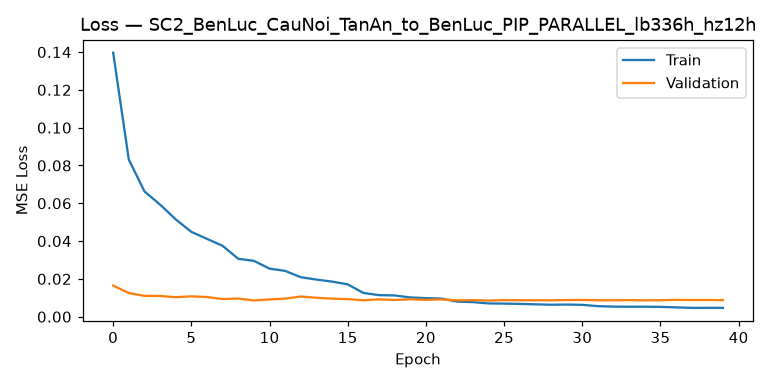 Loss — SC2_BenLuc_CauNoi_TanAn_to_BenLuc_PIP_PARALLEL_lb336h_hz12h
Train
Validation
MSE Loss
0.14
0.12
0.10
0.08
0.06
0.04
0.02
0.00
0 5 10 15 20 25 30 35 40
Epoch